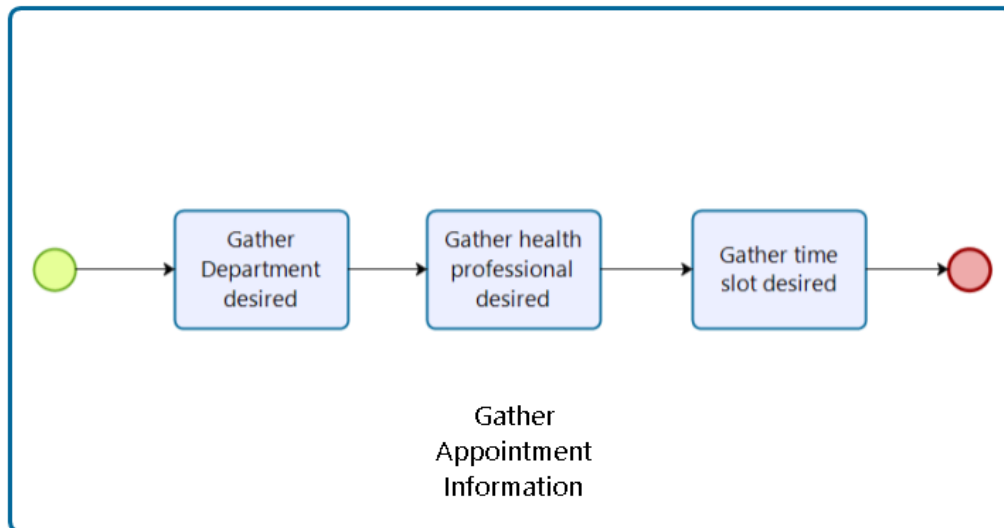 Gather
Department
desired
Gather health
professional
desired
Gather time
slot desired
Gather
Appointment
Information